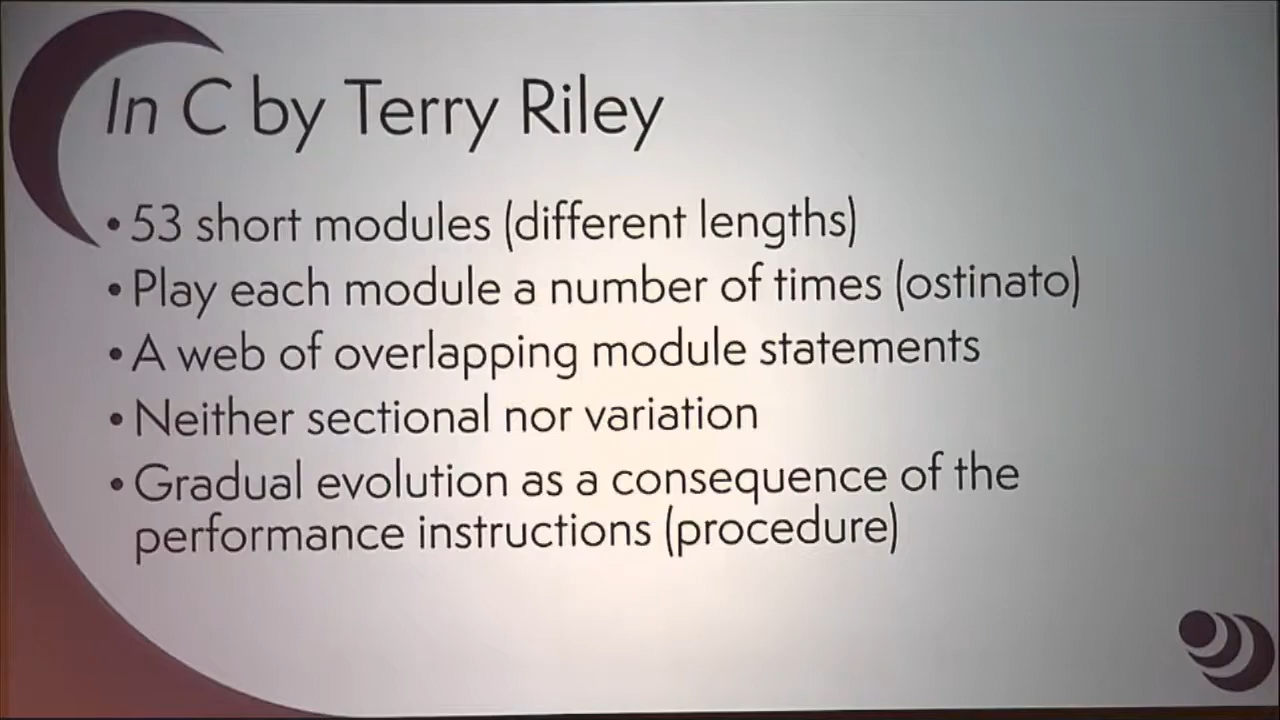 In C by Terry Riley
• 53 short modules (different lengths)
• Play each module a number of times (ostinato)
• A web of overlapping module statements
• Neither sectional nor variation
• Gradual evolution as a consequence of the
performance instructions (procedure)